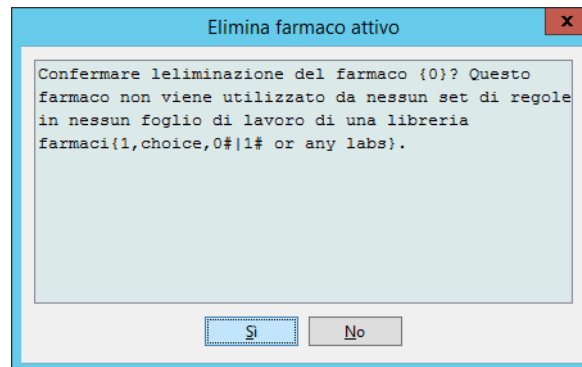 Elimina farmaco attivo
x
Confermare leliminazione del farmaco {0}? Questo
farmaco non viene utilizzato da nessun set di regole
in nessun foglio di lavoro di una libreria
farmaci{1,choice,0#|1# or any labs}.
Sì
No